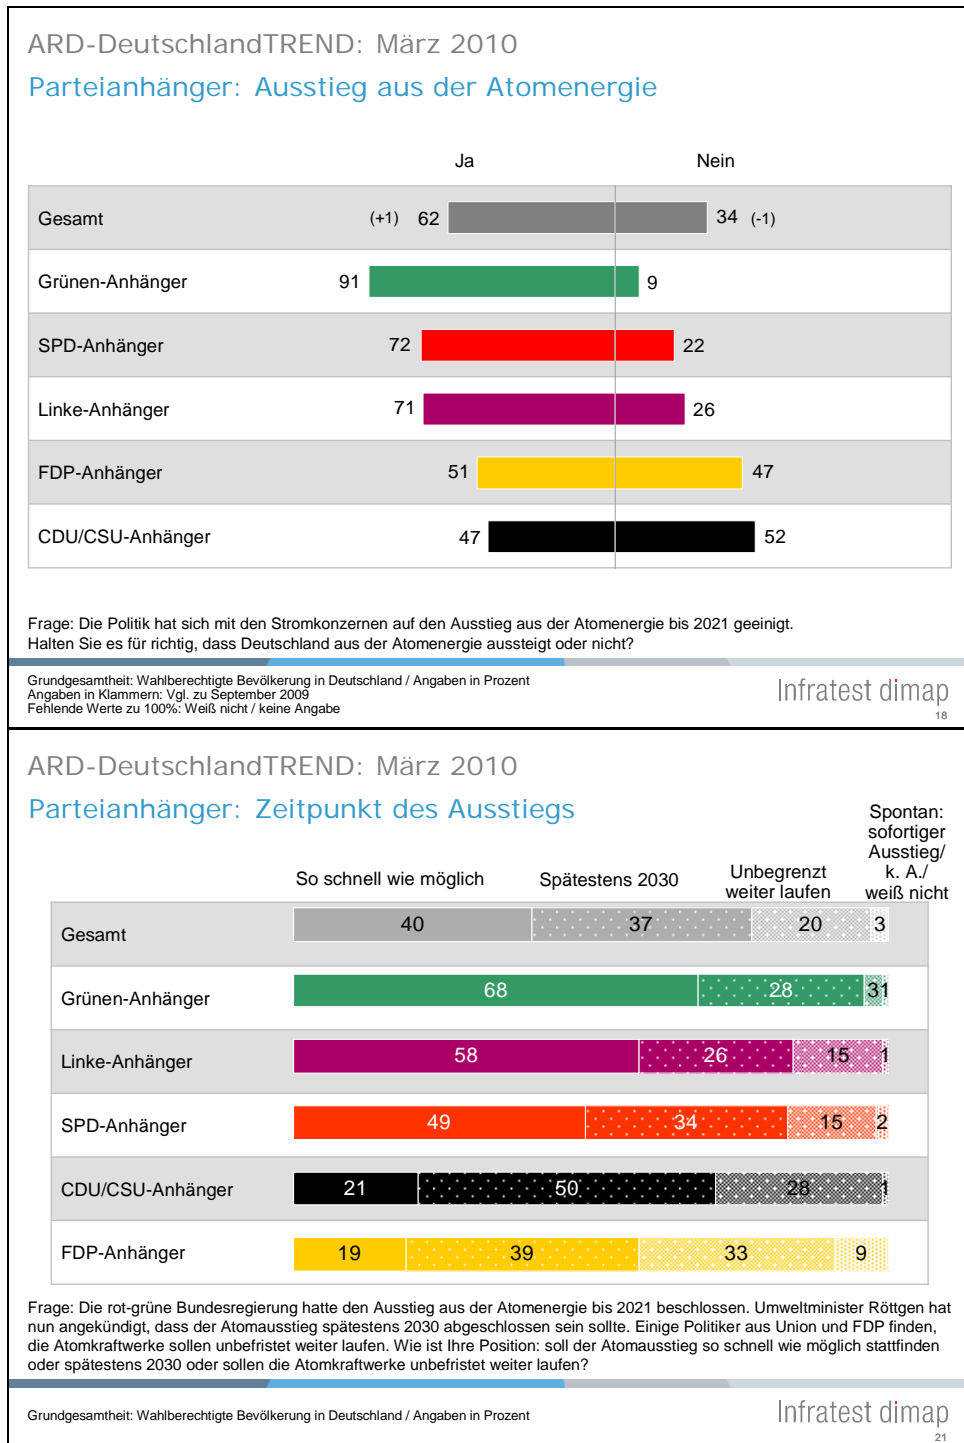 ARD-DeutschlandTREND: März 2010
Parteianhänger: Ausstieg aus der Atomenergie
Ja Nein
Gesamt (+1) 62 34 (-1)
Grünen-Anhänger 91 9
SPD-Anhänger 72 22
Linke-Anhänger 71 26
FDP-Anhänger 51 47
CDU/CSU-Anhänger 47 52
Frage: Die Politik hat sich mit den Stromkonzernen auf den Ausstieg aus der Atomenergie bis 2021 geeinigt.
Halten Sie es für richtig, dass Deutschland aus der Atomenergie aussteigt oder nicht?
Grundgesamtheit: Wahlberechtigte Bevölkerung in Deutschland / Angaben in Prozent
Angaben in Klammern: Vgl. zu September 2009
Fehlende Werte zu 100%: Weiß nicht / keine Angabe
Infratest dimap
18
ARD-DeutschlandTREND: März 2010
Parteianhänger: Zeitpunkt des Ausstiegs
So schnell wie möglich
Spätestens 2030
Unbegrenzt
weiter laufen
Spontan:
sofortiger
Ausstieg/
k. A./
weiß nicht
Gesamt 40 37 20 3
Grünen-Anhänger 68 28 3 1
Linke-Anhänger 58 26 15 1
SPD-Anhänger 49 34 15 2
CDU/CSU-Anhänger 21 50 28 1
FDP-Anhänger 19 39 33 9
Frage: Die rot-grüne Bundesregierung hatte den Ausstieg aus der Atomenergie bis 2021 beschlossen. Umweltminister Röttgen hat
nun angekündigt, dass der Atomausstieg spätestens 2030 abgeschlossen sein sollte. Einige Politiker aus Union und FDP finden,
die Atomkraftwerke sollen unbefristet weiter laufen. Wie ist Ihre Position: soll der Atomausstieg so schnell wie möglich stattfinden
oder spätestens 2030 oder sollen die Atomkraftwerke unbefristet weiter laufen?
Grundgesamtheit: Wahlberechtigte Bevölkerung in Deutschland / Angaben in Prozent
Infratest dimap
21